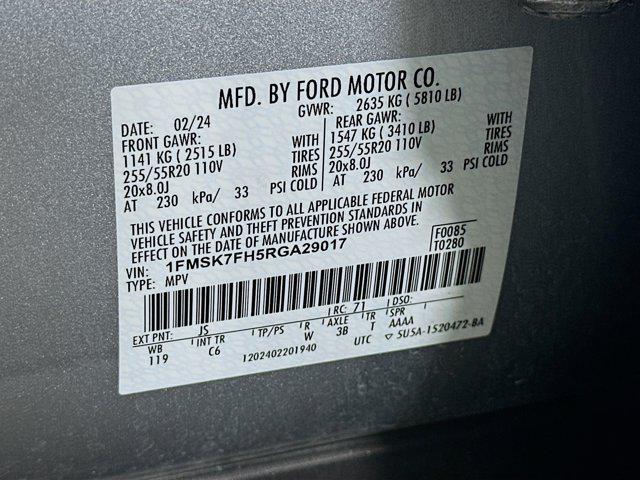 MFD. BY FORD MOTOR CO.
DATE: 02/24 GVWR: 2635 KG ( 5810 LB)
FRONT GAWR: REAR GAWR:
1141 KG ( 2515 LB) WITH 1547 KG ( 3410 LB) WITH
255/55R20 110V TIRES 255/55R20 110V TIRES
20x8.0J RIMS 20x8.0J RIMS
AT 230 kPa/ 33 PSI COLD AT 230 kPa/ 33 PSI COLD
THIS VEHICLE CONFORMS TO ALL APPLICABLE FEDERAL MOTOR
VEHICLE SAFETY AND THEFT PREVENTION STANDARDS IN
EFFECT ON THE DATE OF MANUFACTURE SHOWN ABOVE.
VIN: 1FMSK7FH5RGA29017 F0085
TYPE: MPV T0280
EXT PNT: JS RC: 71 DSO:
WB INT TR TP/PS R AXLE TR SPR
119 C6 W 3B T AAAA
1202402201940 UTC ▽ 5U5A-1520472-BA